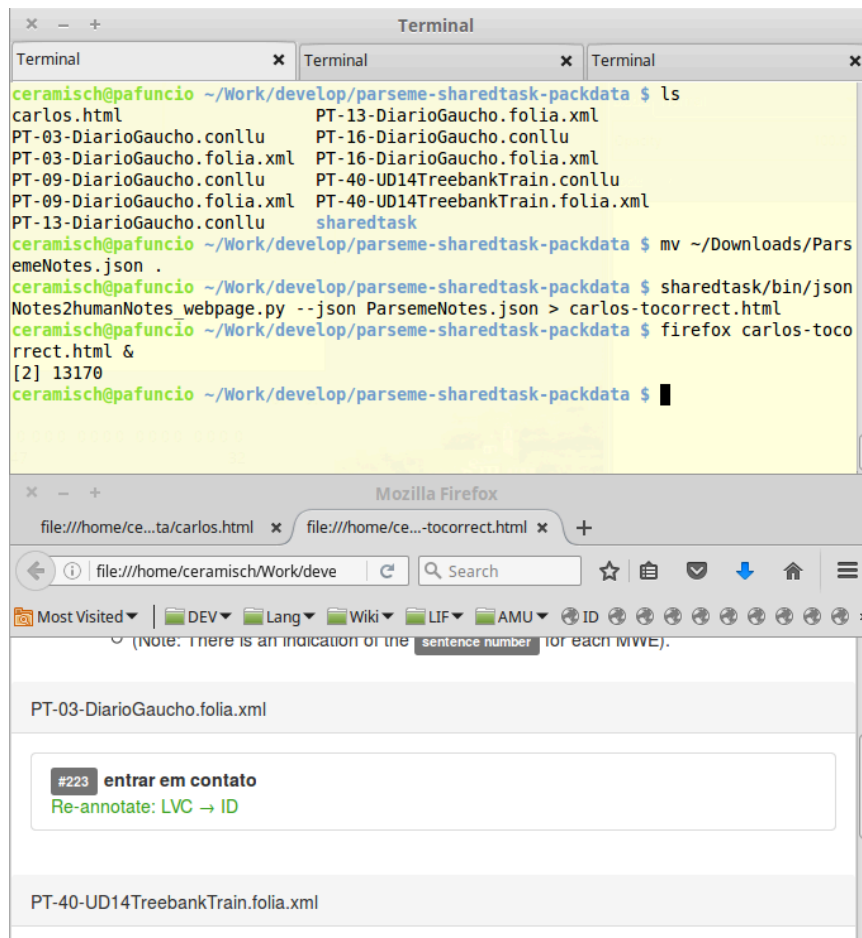 Terminal
Terminal Terminal Terminal
ceramisch@pafuncio ~/Work/develop/parseme-sharedtask-packdata $ ls
carlos.html PT-13-DiarioGaucho.folia.xml
PT-03-DiarioGaucho.conllu PT-16-DiarioGaucho.conllu
PT-03-DiarioGaucho.folia.xml PT-16-DiarioGaucho.folia.xml
PT-09-DiarioGaucho.conllu PT-40-UD14TreebankTrain.conllu
PT-09-DiarioGaucho.folia.xml PT-40-UD14TreebankTrain.folia.xml
PT-13-DiarioGaucho.conllu sharedtask
ceramisch@pafuncio ~/Work/develop/parseme-sharedtask-packdata $ mv ~/Downloads/Pars
emeNotes.json .
ceramisch@pafuncio ~/Work/develop/parseme-sharedtask-packdata $ sharedtask/bin/json
Notes2humanNotes_webpage.py --json ParsemeNotes.json > carlos-tocorrect.html
ceramisch@pafuncio ~/Work/develop/parseme-sharedtask-packdata $ firefox carlos-toco
rrect.html &
[2] 13170
ceramisch@pafuncio ~/Work/develop/parseme-sharedtask-packdata $
Mozilla Firefox
file:///home/ce...ta/carlos.html file:///home/ce...-tocorrect.html
file:///home/ceramisch/Work/deve Search
Most Visited DEV Lang Wiki LIF AMU ID
(Note: There is an indication of the sentence number for each MWE).
PT-03-DiarioGaucho.folia.xml
#223 entrar em contato
Re-annotate: LVC → ID
PT-40-UD14TreebankTrain.folia.xml